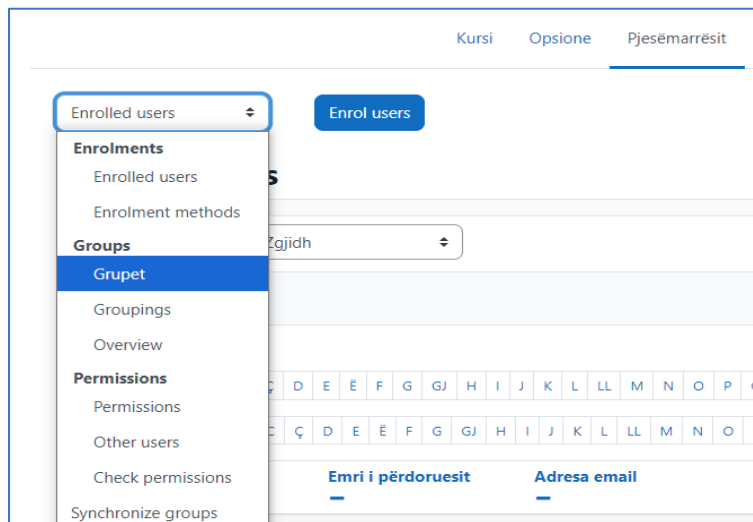 Kursi Opsione Pjesëmarrësit
Enrolled users Enrol users
Enrolments
Enrolled users
Enrolment methods
Groups
Zgjidh
Grupet
Groupings
Overview
Permissions
D E Ë F G GJ H I J K L LL M N O P
Permissions
Ç D E Ë F G GJ H I J K L LL M N O
Other users
Check permissions
Emri i përdoruesit Adresa email
Synchronize groups